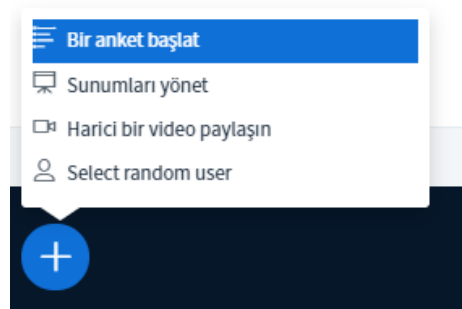 Bir anket başlat
Sunumları yönet
Harici bir video paylaşın
Select random user